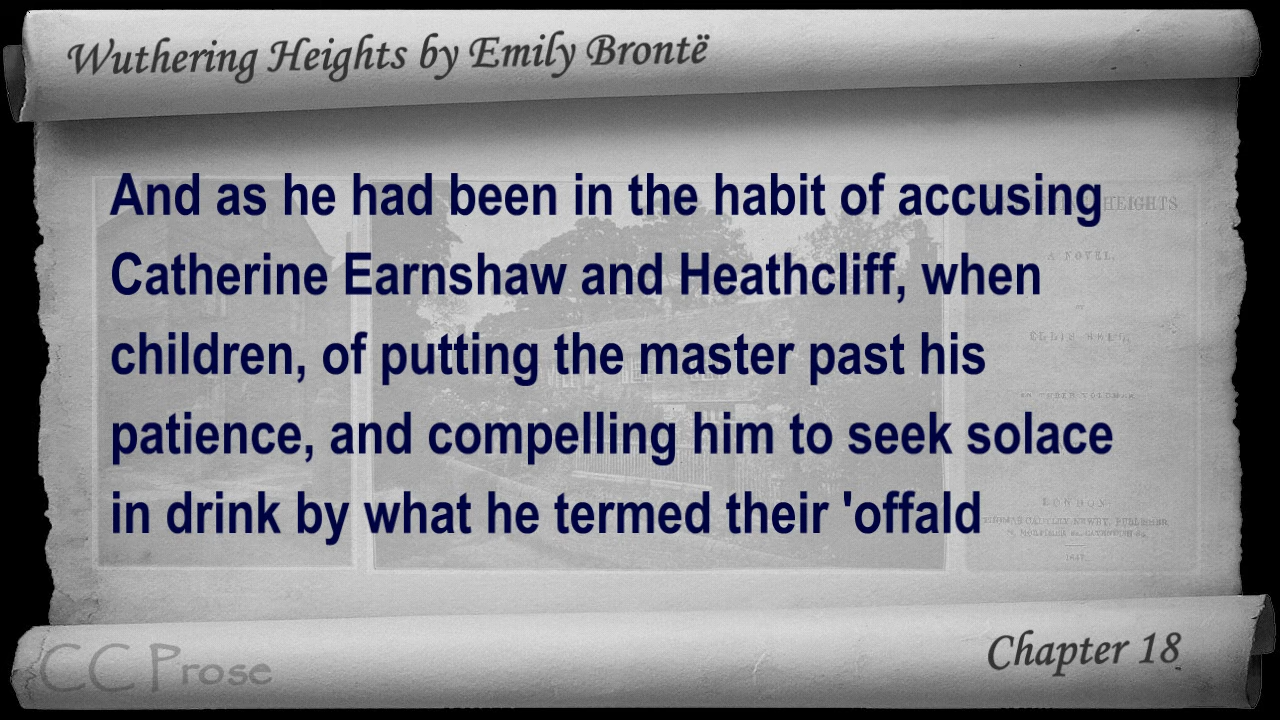 Wuthering Heights by Emily Brontë
And as he had been in the habit of accusing
Catherine Earnshaw and Heathcliff, when
children, of putting the master past his
patience, and compelling him to seek solace
in drink by what he termed their 'offald
HEIGHTS
A NOVEL,
LONDON
1847.
CC Prose
Chapter 18